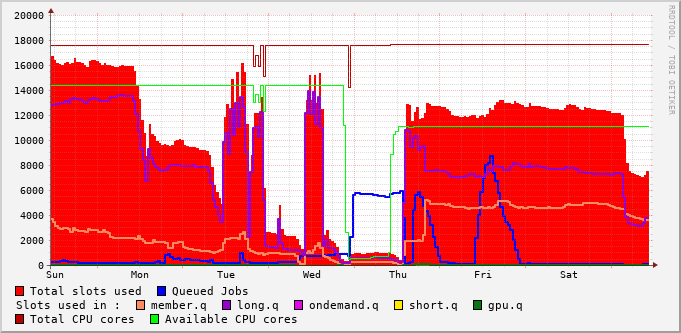 20000
18000
16000
14000
12000
10000
8000
6000
4000
2000
0
Sun Mon Tue Wed Thu Fri Sat
RRDTOOL / TOBI OETIKER
Total slots used Queued Jobs
Slots used in : member.q long.q ondemand.q short.q gpu.q
Total CPU cores Available CPU cores